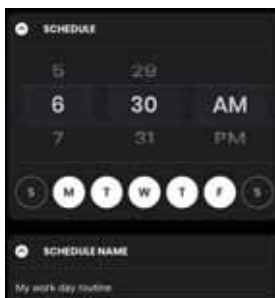 SCHEDULE
5 29
6 30 AM
7 31 PM
S M T W T F S
SCHEDULE NAME
My work day routine